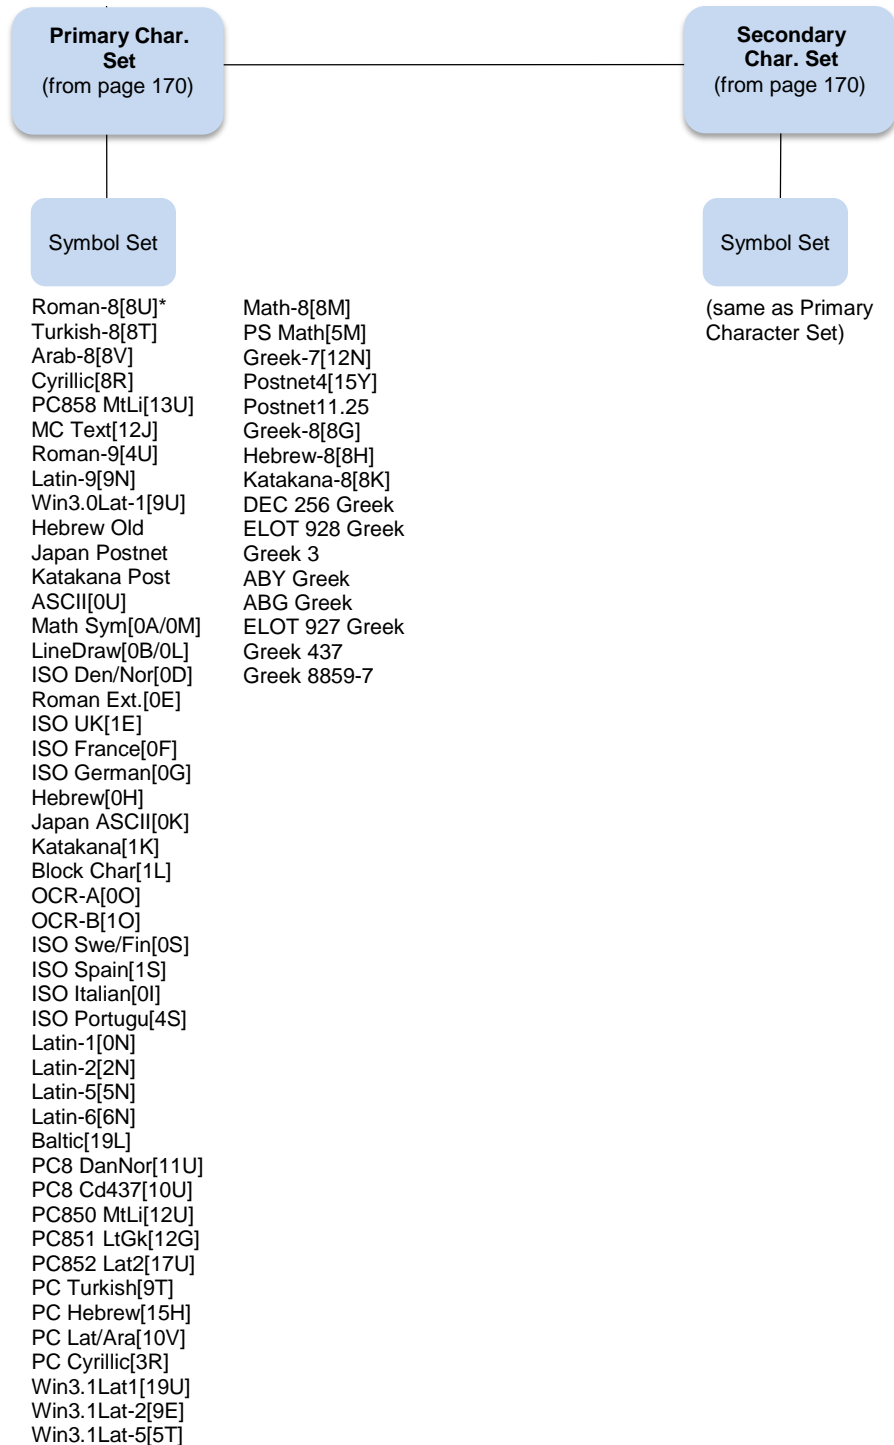 Primary Char.
Set
(from page 170)
Secondary
Char. Set
(from page 170)
Symbol Set
Symbol Set
Roman-8[8U]*
Turkish-8[8T]
Arab-8[8V]
Cyrillic[8R]
PC858 MtLi[13U]
MC Text[12J]
Roman-9[4U]
Latin-9[9N]
Win3.0Lat-1[9U]
Hebrew Old
Japan Postnet
Katakana Post
ASCII[0U]
Math Sym[0A/0M]
LineDraw[0B/0L]
ISO Den/Nor[0D]
Roman Ext.[0E]
ISO UK[1E]
ISO France[0F]
ISO German[0G]
Hebrew[0H]
Japan ASCII[0K]
Katakana[1K]
Block Char[1L]
OCR-A[0O]
OCR-B[1O]
ISO Swe/Fin[0S]
ISO Spain[1S]
ISO Italian[0I]
ISO Portugu[4S]
Latin-1[0N]
Latin-2[2N]
Latin-5[5N]
Latin-6[6N]
Baltic[19L]
PC8 DanNor[11U]
PC8 Cd437[10U]
PC850 MtLi[12U]
PC851 LtGk[12G]
PC852 Lat2[17U]
PC Turkish[9T]
PC Hebrew[15H]
PC Lat/Ara[10V]
PC Cyrillic[3R]
Win3.1Lat1[19U]
Win3.1Lat-2[9E]
Win3.1Lat-5[5T]
Math-8[8M]
PS Math[5M]
Greek-7[12N]
Postnet4[15Y]
Postnet11.25
Greek-8[8G]
Hebrew-8[8H]
Katakana-8[8K]
DEC 256 Greek
ELOT 928 Greek
Greek 3
ABY Greek
ABG Greek
ELOT 927 Greek
Greek 437
Greek 8859-7
(same as Primary
Character Set)